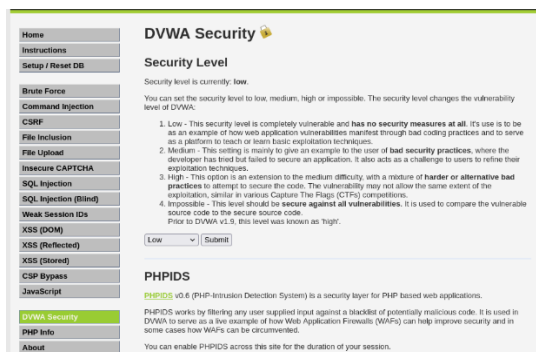 Home
Instructions
Setup / Reset DB
Brute Force
Command Injection
CSRF
File Inclusion
File Upload
Insecure CAPTCHA
SQL Injection
SQL Injection (Blind)
Weak Session IDs
XSS (DOM)
XSS (Reflected)
XSS (Stored)
CSP Bypass
JavaScript
DVWA Security
PHP Info
About
DVWA Security
Security Level
Security level is currently: low.
You can set the security level to low, medium, high or impossible. The security level changes the vulnerability
level of DVWA:
1. Low - This security level is completely vulnerable and has no security measures at all. It's use is to be
as an example of how web application vulnerabilities manifest through bad coding practices and to serve
as a platform to teach or learn basic exploitation techniques.
2. Medium - This setting is mainly to give an example to the user of bad security practices, where the
developer has tried but failed to secure an application. It also acts as a challenge to users to refine their
exploitation techniques.
3. High - This option is an extension to the medium difficulty, with a mixture of harder or alternative bad
practices to attempt to secure the code. The vulnerability may not allow the same extent of the
exploitation, similar in various Capture The Flags (CTFs) competitions.
4. Impossible - This level should be secure against all vulnerabilities. It is used to compare the vulnerable
source code to the secure source code.
Prior to DVWA v1.9, this level was known as 'high'.
Low Submit
PHPIDS
PHPIDS v0.6 (PHP-Intrusion Detection System) is a security layer for PHP based web applications.
PHPIDS works by filtering any user supplied input against a blacklist of potentially malicious code. It is used in
DVWA to serve as a live example of how Web Application Firewalls (WAFs) can help improve security and in
some cases how WAFs can be circumvented.
You can enable PHPIDS across this site for the duration of your session.